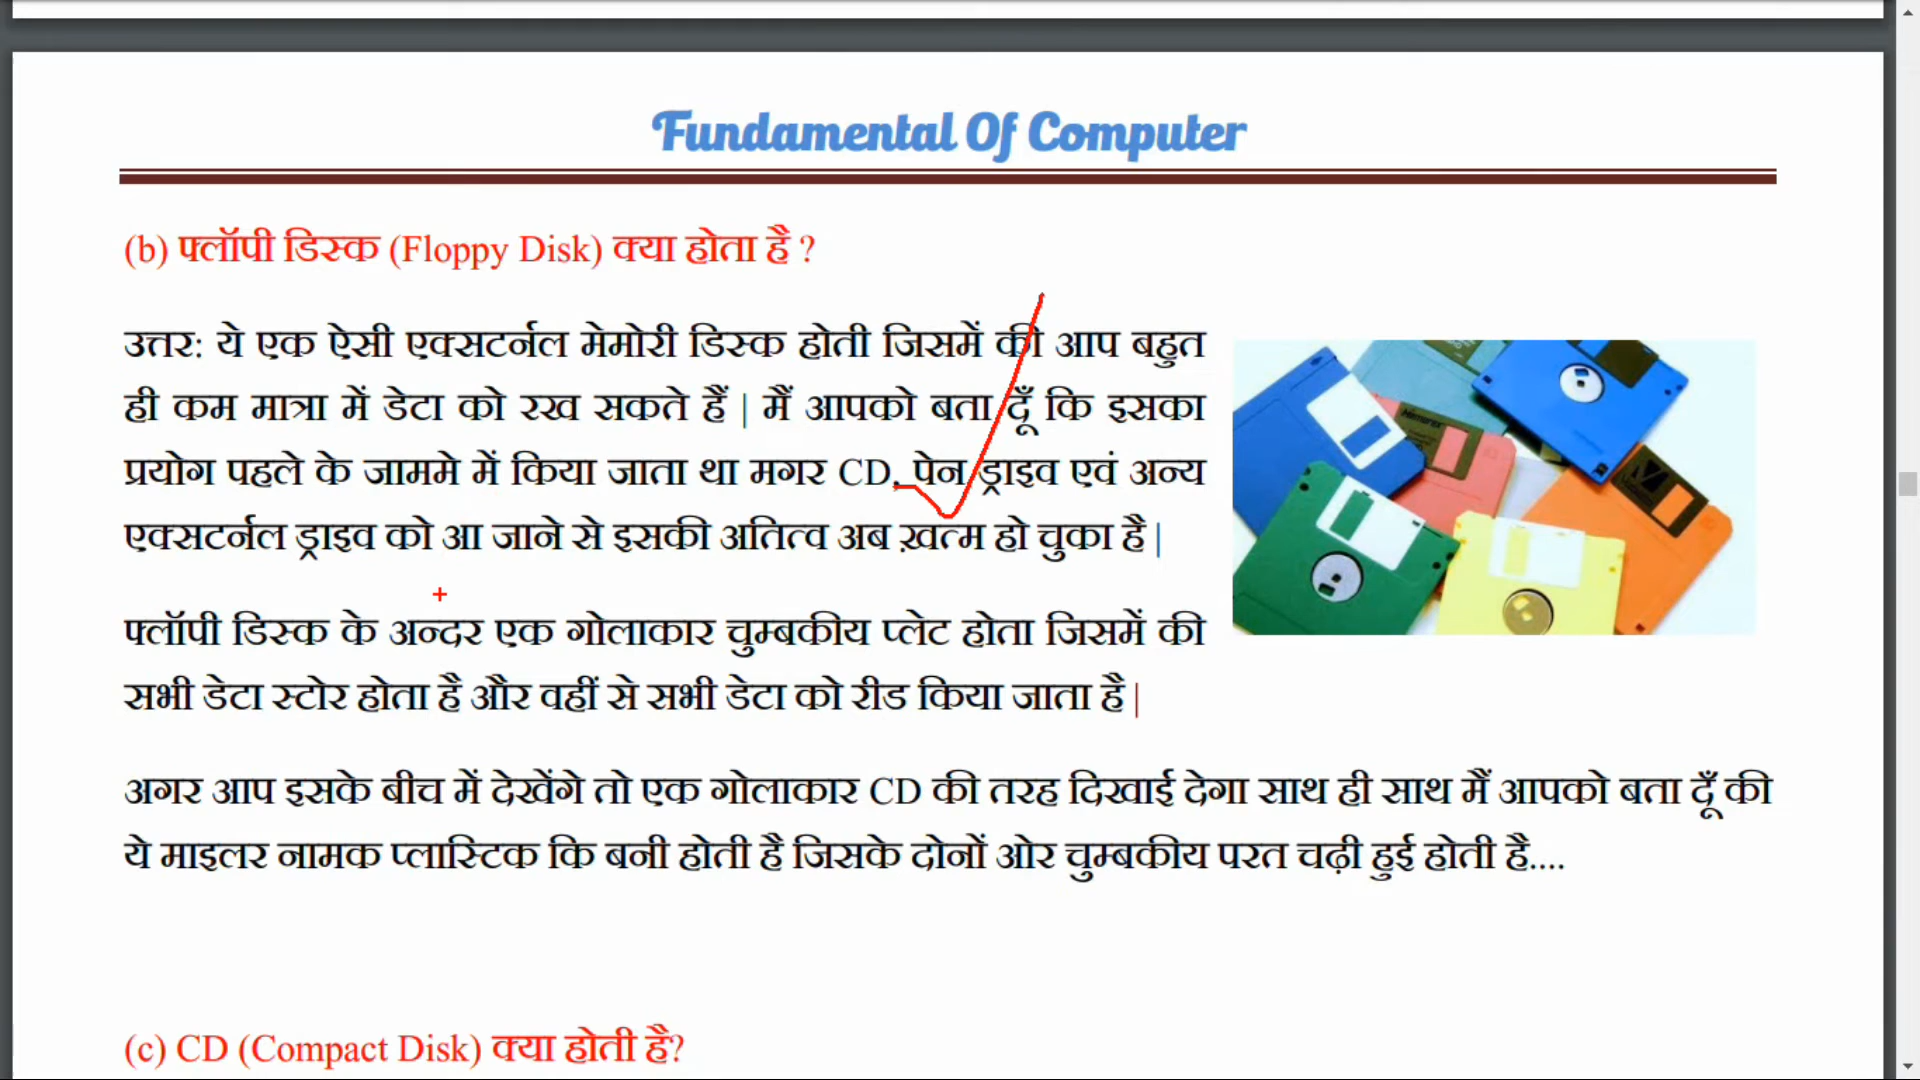 Fundamental Of Computer
(b) फ्लॉपी डिस्क (Floppy Disk) क्या होता है ?
उत्तर: ये एक ऐसी एक्सटर्नल मेमोरी डिस्क होती जिसमें की आप बहुत
ही कम मात्रा में डेटा को रख सकते हैं | मैं आपको बता दूँ कि इसका
प्रयोग पहले के जाममे में किया जाता था मगर CD, पेन ड्राइव एवं अन्य
एक्सटर्नल ड्राइव को आ जाने से इसकी अतित्व अब ख़त्म हो चुका है |
फ्लॉपी डिस्क के अन्दर एक गोलाकार चुम्बकीय प्लेट होता जिसमें की
सभी डेटा स्टोर होता है और वहीं से सभी डेटा को रीड किया जाता है |
अगर आप इसके बीच में देखेंगे तो एक गोलाकार CD की तरह दिखाई देगा साथ ही साथ मैं आपको बता दूँ की
ये माइलर नामक प्लास्टिक कि बनी होती है जिसके दोनों ओर चुम्बकीय परत चढ़ी हुई होती है....
(c) CD (Compact Disk) क्या होती है?